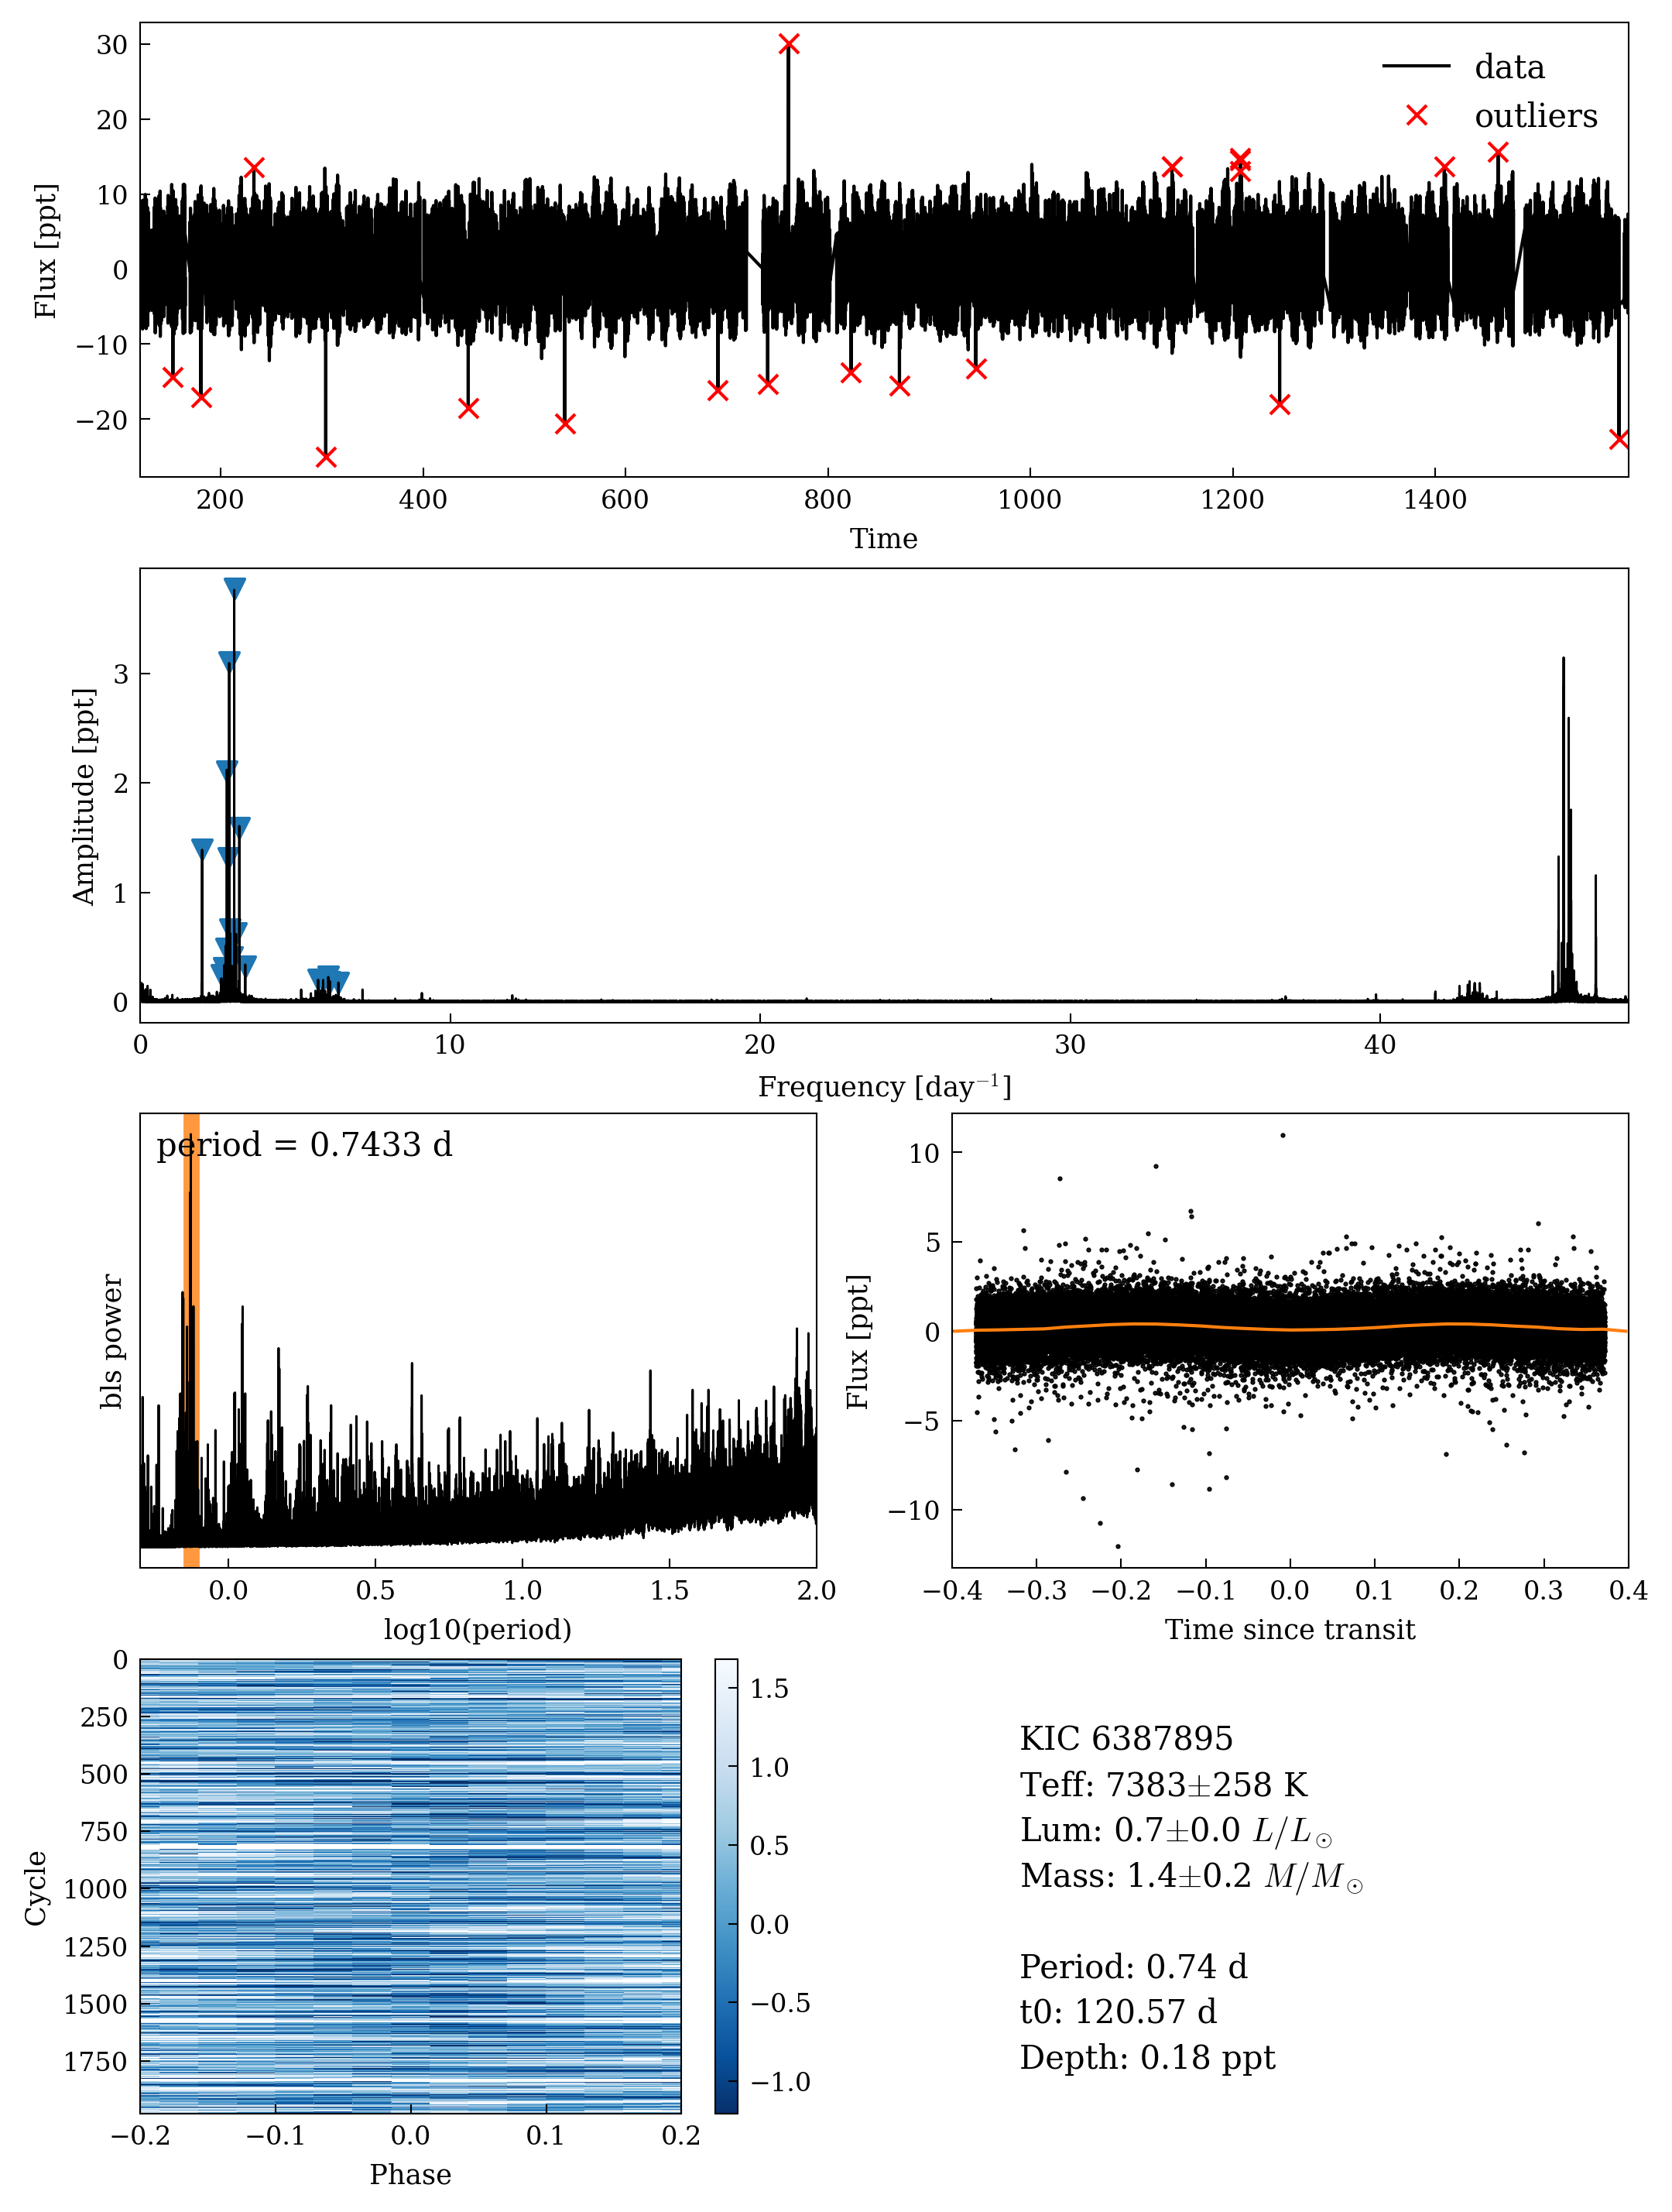 30
20
10
0
−10
−20
Flux [ppt]
data
outliers
200 400 600 800 1000 1200 1400
Time
3
2
1
0
Amplitude [ppt]
0 10 20 30 40
Frequency [day⁻¹]
period = 0.7433 d
bls power
0.0 0.5 1.0 1.5 2.0
log10(period)
10
5
0
−5
−10
Flux [ppt]
−0.4 −0.3 −0.2 −0.1 0.0 0.1 0.2 0.3 0.4
Time since transit
0
250
500
750
1000
1250
1500
1750
Cycle
−0.2 −0.1 0.0 0.1 0.2
Phase
1.5
1.0
0.5
0.0
−0.5
−1.0
KIC 6387895
Teff: 7383±258 K
Lum: 0.7±0.0 L/L☉
Mass: 1.4±0.2 M/M☉
Period: 0.74 d
t0: 120.57 d
Depth: 0.18 ppt